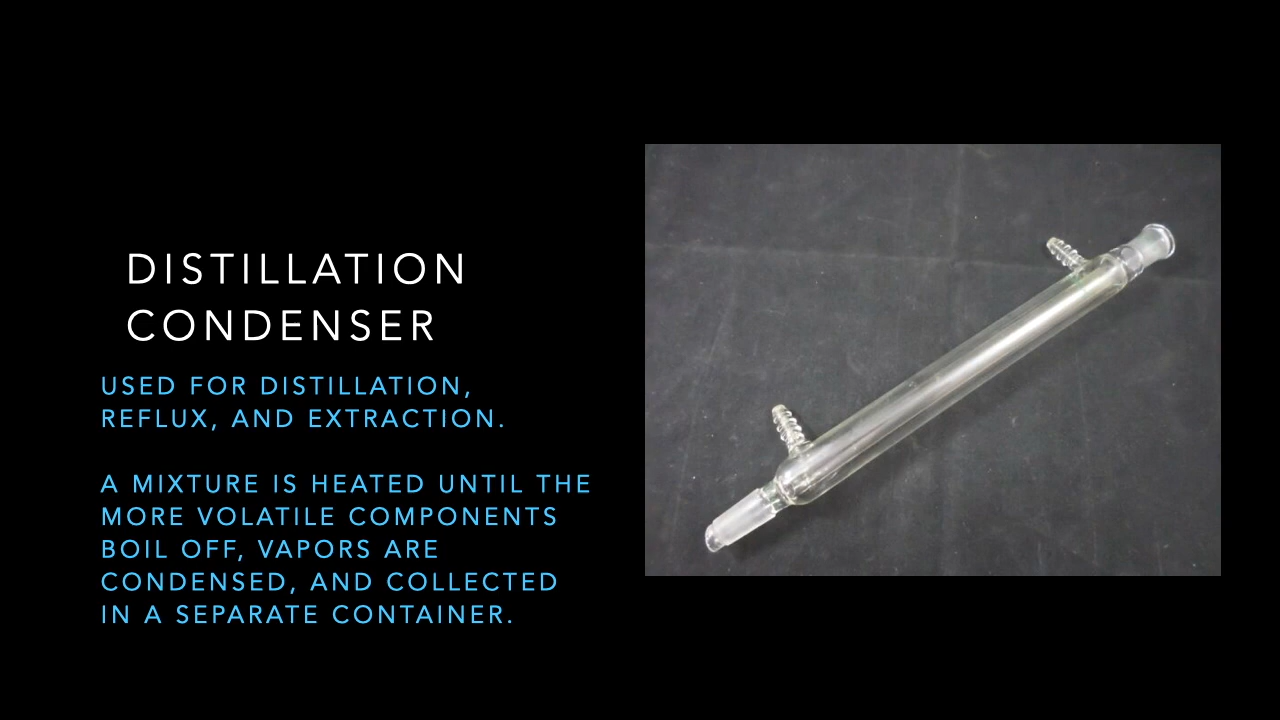 DISTILLATION
CONDENSER
USED FOR DISTILLATION,
REFLUX, AND EXTRACTION.
A MIXTURE IS HEATED UNTIL THE
MORE VOLATILE COMPONENTS
BOIL OFF, VAPORS ARE
CONDENSED, AND COLLECTED
IN A SEPARATE CONTAINER.